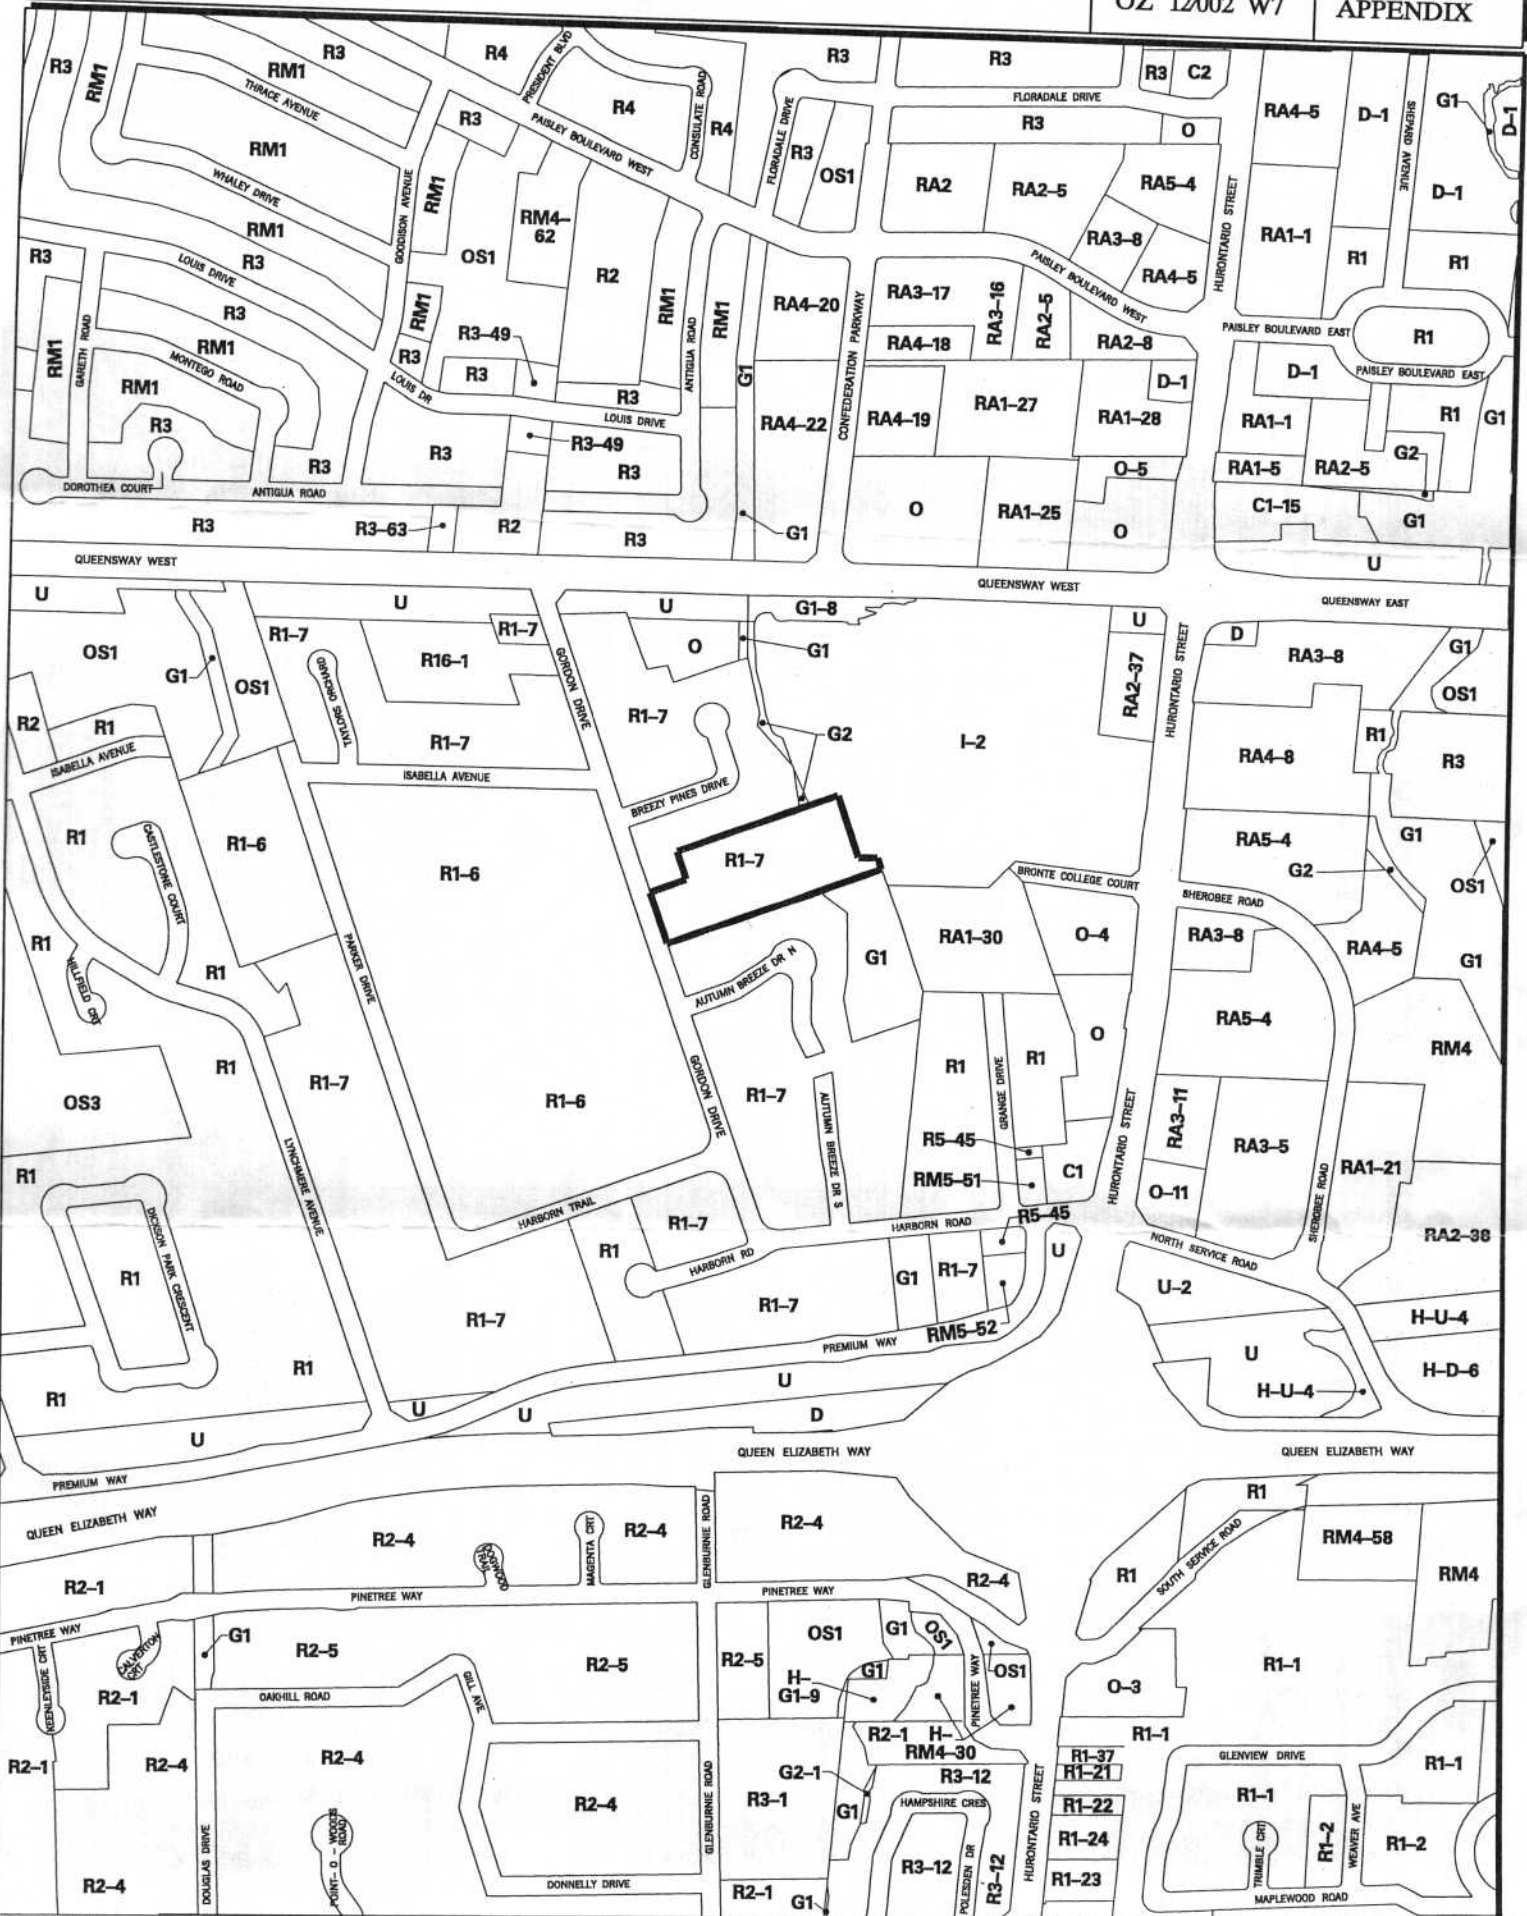 OZ 12/002 W7
APPENDIX
R3
RM1
R3
RM1
THRACE AVENUE
R4
PRESIDENT BLVD
R4
CONSULATE ROAD
R4
R3
R3
FLORADALE DRIVE
R3
C2
RA4–5
D–1
SHEPARD AVENUE
G1
D–1
RM1
WHALEY DRIVE
RM1
GOODISON AVENUE
R3
RM1
PAISLEY BOULEVARD WEST
FLORADALE DRIVE
R3
OS1
R3
O
RA2
RA2–5
RA5–4
HURONTARIO STREET
D–1
R3
LOUIS DRIVE
R3
R3
OS1
RM4–
62
R2
RM1
RM1
RA4–20
RA3–8
RA4–5
PAISLEY BOULEVARD WEST
RA1–1
R1
R1
RM1
GARETH ROAD
RM1
MONTEGO ROAD
RM1
R3
RM1
R3
R3–49
R3
LOUIS DR
R3
LOUIS DRIVE
ANTIGUA ROAD
G1
CONFEDERATION PARKWAY
RA3–17
RA4–18
RA3–16
RA2–5
RA2–8
PAISLEY BOULEVARD EAST
R1
PAISLEY BOULEVARD EAST
D–1
RA4–22
RA4–19
RA1–27
D–1
RA1–28
RA1–1
R1
G1
R3
R3
R3–49
R3
G2
DOROTHEA COURT
ANTIGUA ROAD
O–5
RA1–5
RA2–5
C1–15
G1
R3
R3–63
R2
R3
G1
O
RA1–25
O
U
QUEENSWAY WEST
QUEENSWAY WEST
QUEENSWAY EAST
U
U
U
G1–8
U
D
OS1
G1
OS1
R1–7
TAYLORS ORCHARD
R16–1
R1–7
GORDON DRIVE
O
G1
RA2–37
HURONTARIO STREET
RA3–8
G1
OS1
R2
R1
ISABELLA AVENUE
R1–7
ISABELLA AVENUE
R1–7
BREEZY PINES DRIVE
G2
I–2
RA4–8
R1
R3
R1
CASTLESTONE COURT
R1–6
R1–6
R1–7
BRONTE COLLEGE COURT
SHEROBEE ROAD
RA5–4
G2
G1
OS1
R1
HILLFIELD CRT
R1
PARKER DRIVE
AUTUMN BREEZE DR N
G1
RA1–30
O–4
RA3–8
RA4–5
G1
R1
R1–7
RA5–4
RM4
OS3
R1–6
GORDON DRIVE
R1–7
AUTUMN BREEZE DR S
R1
GRANGE DRIVE
R1
O
HURONTARIO STREET
RA3–11
RA3–5
RA1–21
R1
LYNCHMERE AVENUE
R5–45
RM5–51
C1
O–11
SHEROBEE ROAD
RA2–38
DICKSON PARK CRESCENT
R1
HARBORN TRAIL
R1
R1–7
HARBORN RD
HARBORN ROAD
R5–45
U
NORTH SERVICE ROAD
U–2
R1–7
R1–7
G1
R1–7
RM5–52
PREMIUM WAY
H–U–4
U
H–D–6
H–U–4
R1
R1
U
U
U
U
D
QUEEN ELIZABETH WAY
QUEEN ELIZABETH WAY
PREMIUM WAY
QUEEN ELIZABETH WAY
R1
R2–4
DOGWOOD TRAIL
MAGENTA CRT
R2–4
GLENBURNIE ROAD
R2–4
SOUTH SERVICE ROAD
R1
RM4–58
RM4
R2–1
PINETREE WAY
PINETREE WAY
R2–4
PINETREE WAY
KEENLEYSIDE CRT
CALVERTON CRT
G1
R2–5
R2–5
R2–5
OS1
G1
OS1
PINETREE WAY
OS1
R1–1
R2–1
OAKHILL ROAD
GILL AVE
H–
G1–9
G1
O–3
R2–1
R2–4
R2–4
R2–1
H–
RM4–30
R1–1
R1–37
R1–21
GLENVIEW DRIVE
R1–1
R2–4
GLENBURNIE ROAD
R3–1
G2–1
G1
R3–12
HAMPSHIRE CRES
HURONTARIO STREET
R1–22
R1–24
R1–1
R1–2
WEAVER AVE
R1–2
R2–4
DOUGLAS DRIVE
POINT–O–WOODS ROAD
DONNELLY DRIVE
R2–1
G1
R3–12
POLESDEN DR
R3–12
R1–23
TRIMBLE CRT
MAPLEWOOD ROAD